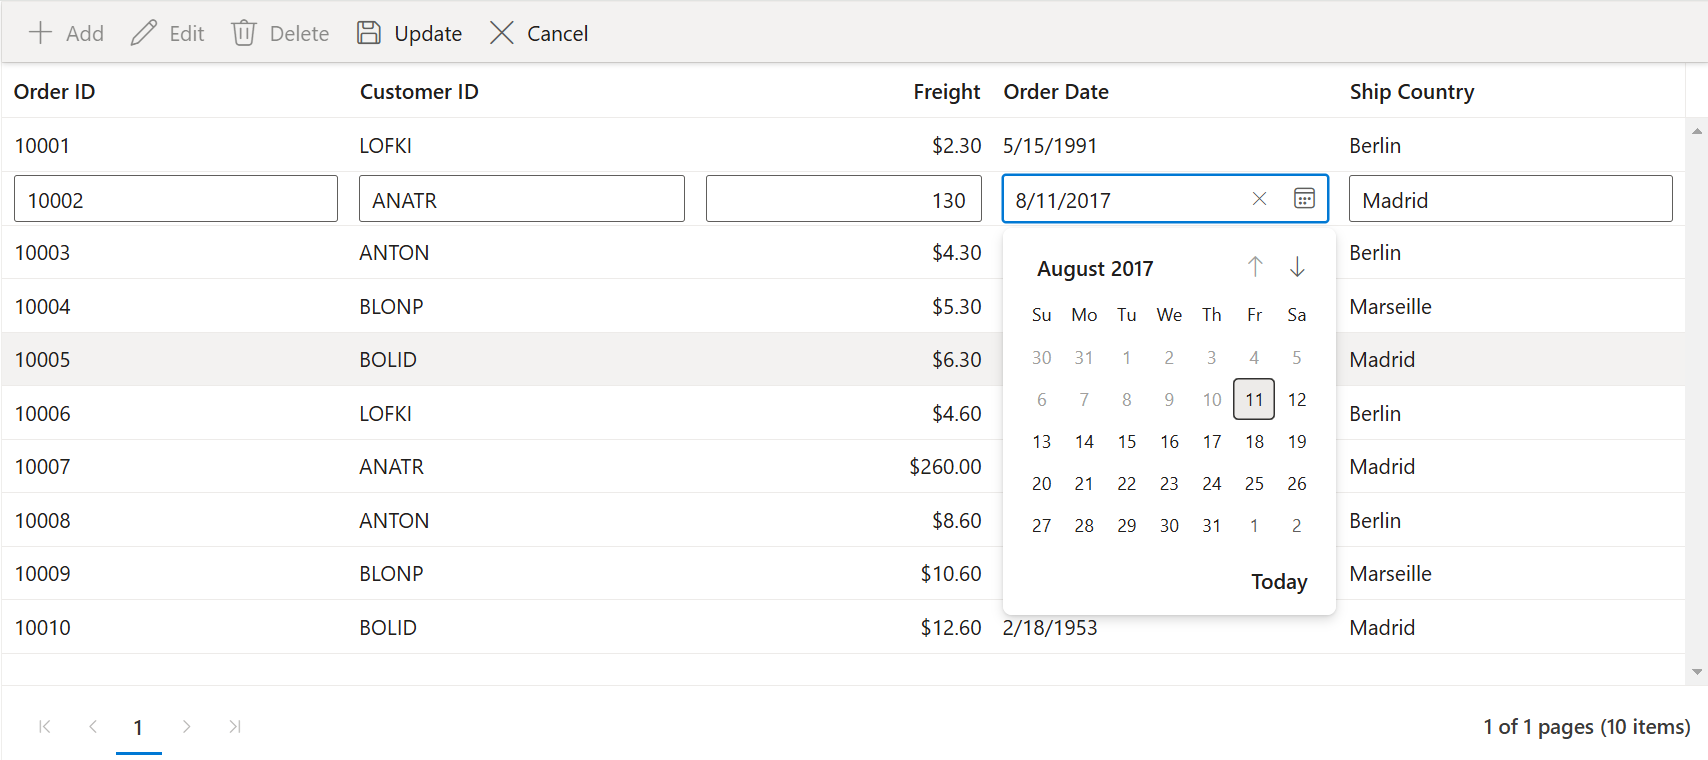 Add Edit Delete Update Cancel
Order ID Customer ID Freight Order Date Ship Country
10001 LOFKI $2.30 5/15/1991 Berlin
10002 ANATR 130 8/11/2017 Madrid
10003 ANTON $4.30 Berlin
August 2017
10004 BLONP $5.30 Marseille
Su Mo Tu We Th Fr Sa
10005 BOLID $6.30 Madrid
30 31 1 2 3 4 5
6 7 8 9 10 11 12
10006 LOFKI $4.60 Berlin
13 14 15 16 17 18 19
10007 ANATR $260.00 Madrid
20 21 22 23 24 25 26
10008 ANTON $8.60 Berlin
27 28 29 30 31 1 2
10009 BLONP $10.60 Marseille
Today
10010 BOLID $12.60 2/18/1953 Madrid
1 1 of 1 pages (10 items)